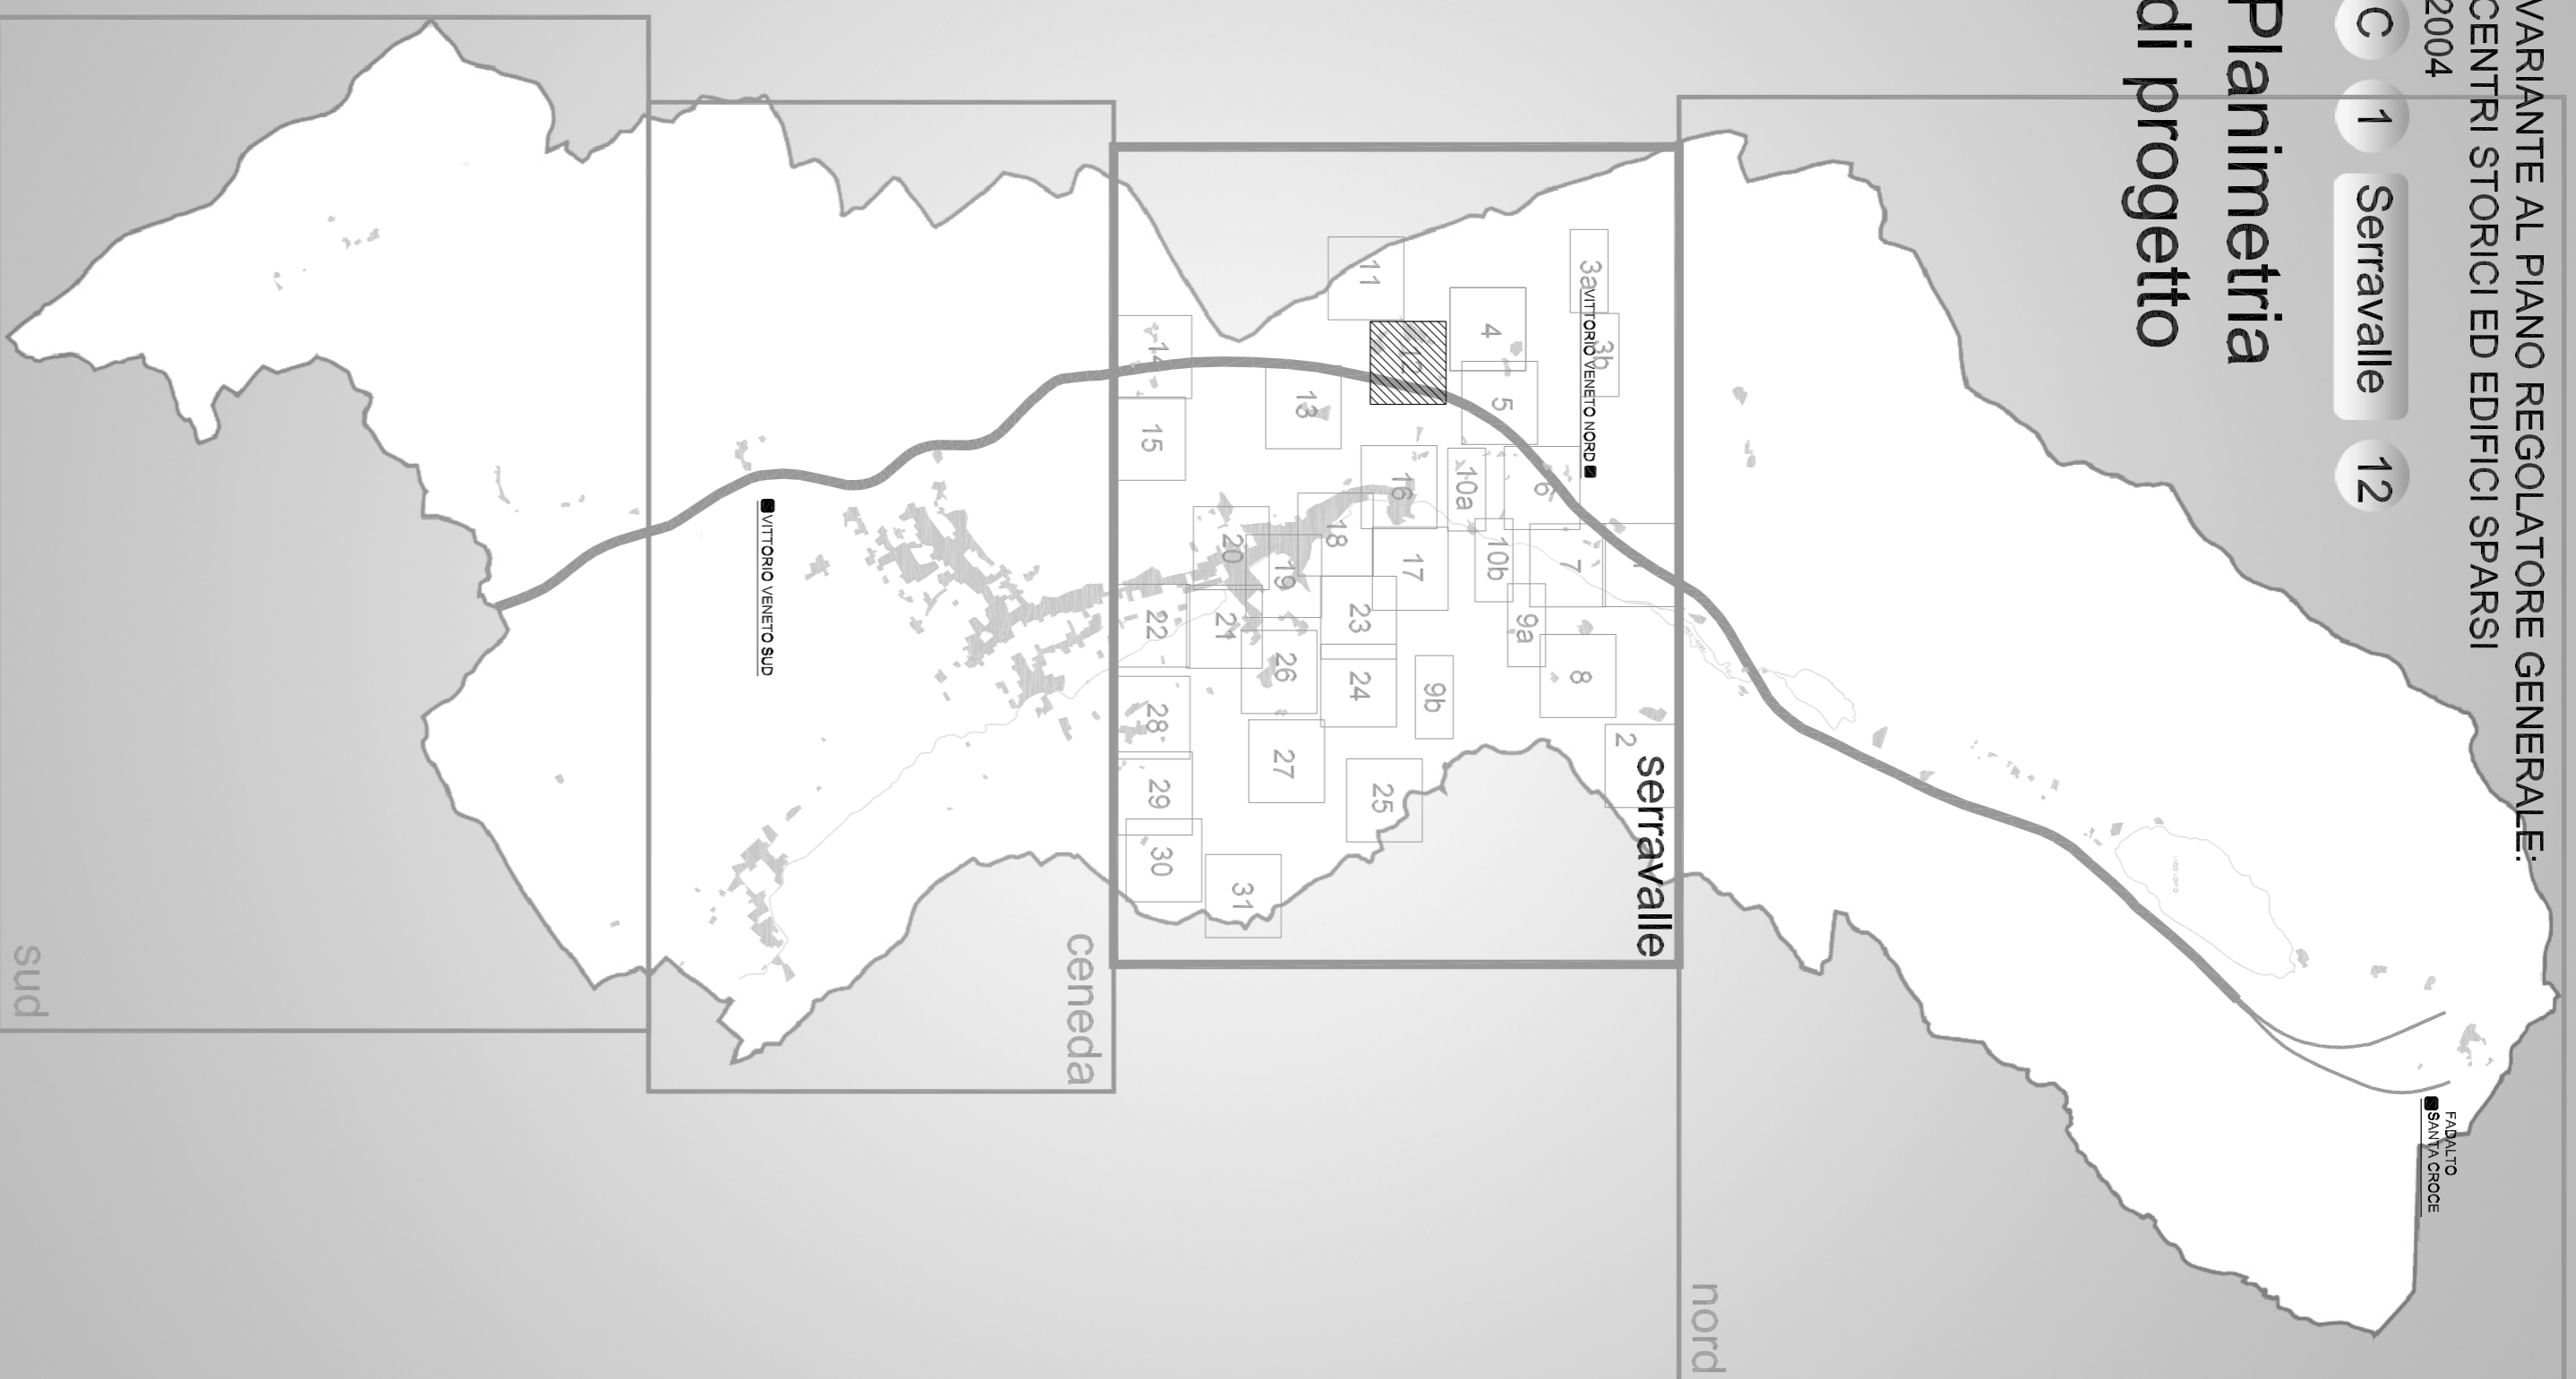 VARIANTE AL PIANO REGOLATORE GENERALE:
CENTRI STORICI ED EDIFICI SPARSI
2004
C 1 Serravalle 12
Planimetria
di progetto
nord
FADALTO
SANTA CROCE
Serravalle
2
3a
3b
VITTORIO VENETO NORD
4
5
6
7
8
9a
9b
10a
10b
11
12
13
14
15
16
17
18
19
20
21
22
23
24
25
26
27
28
29
30
31
ceneda
VITTORIO VENETO SUD
sud